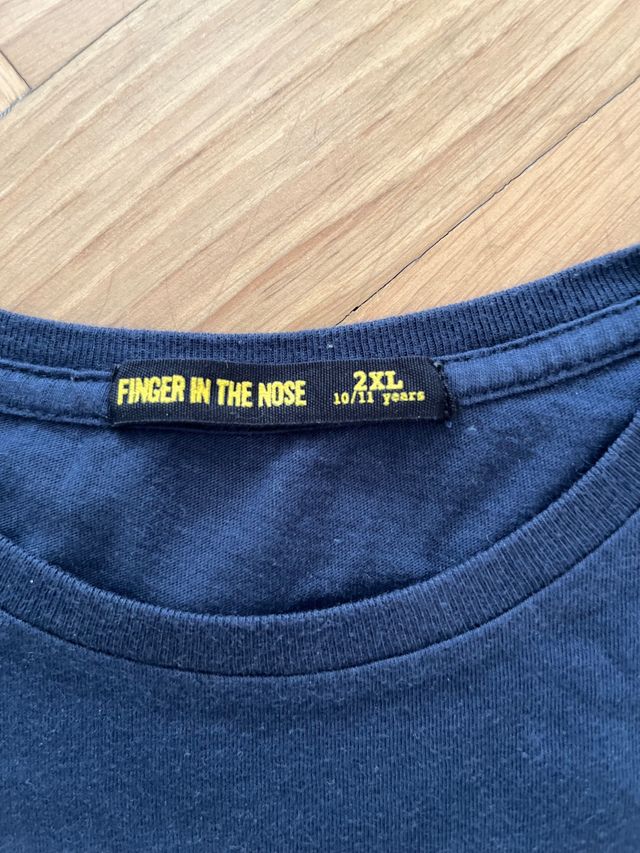 FINGER IN THE NOSE
2XL
10/11 years